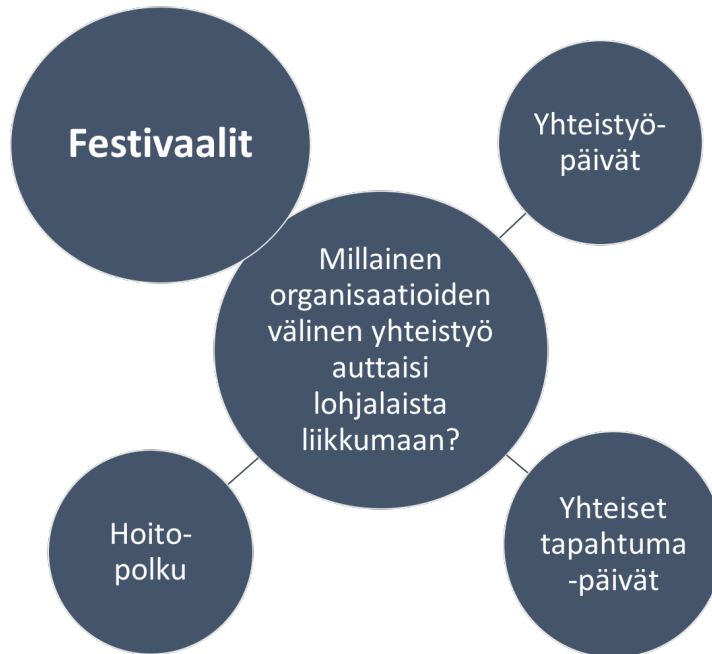 Festivaalit
Yhteistyö-
päivät
Millainen
organisaatioiden
välinen yhteistyö
auttaisi
lohjalaista
liikkumaan?
Hoito-
polku
Yhteiset
tapahtuma
-päivät